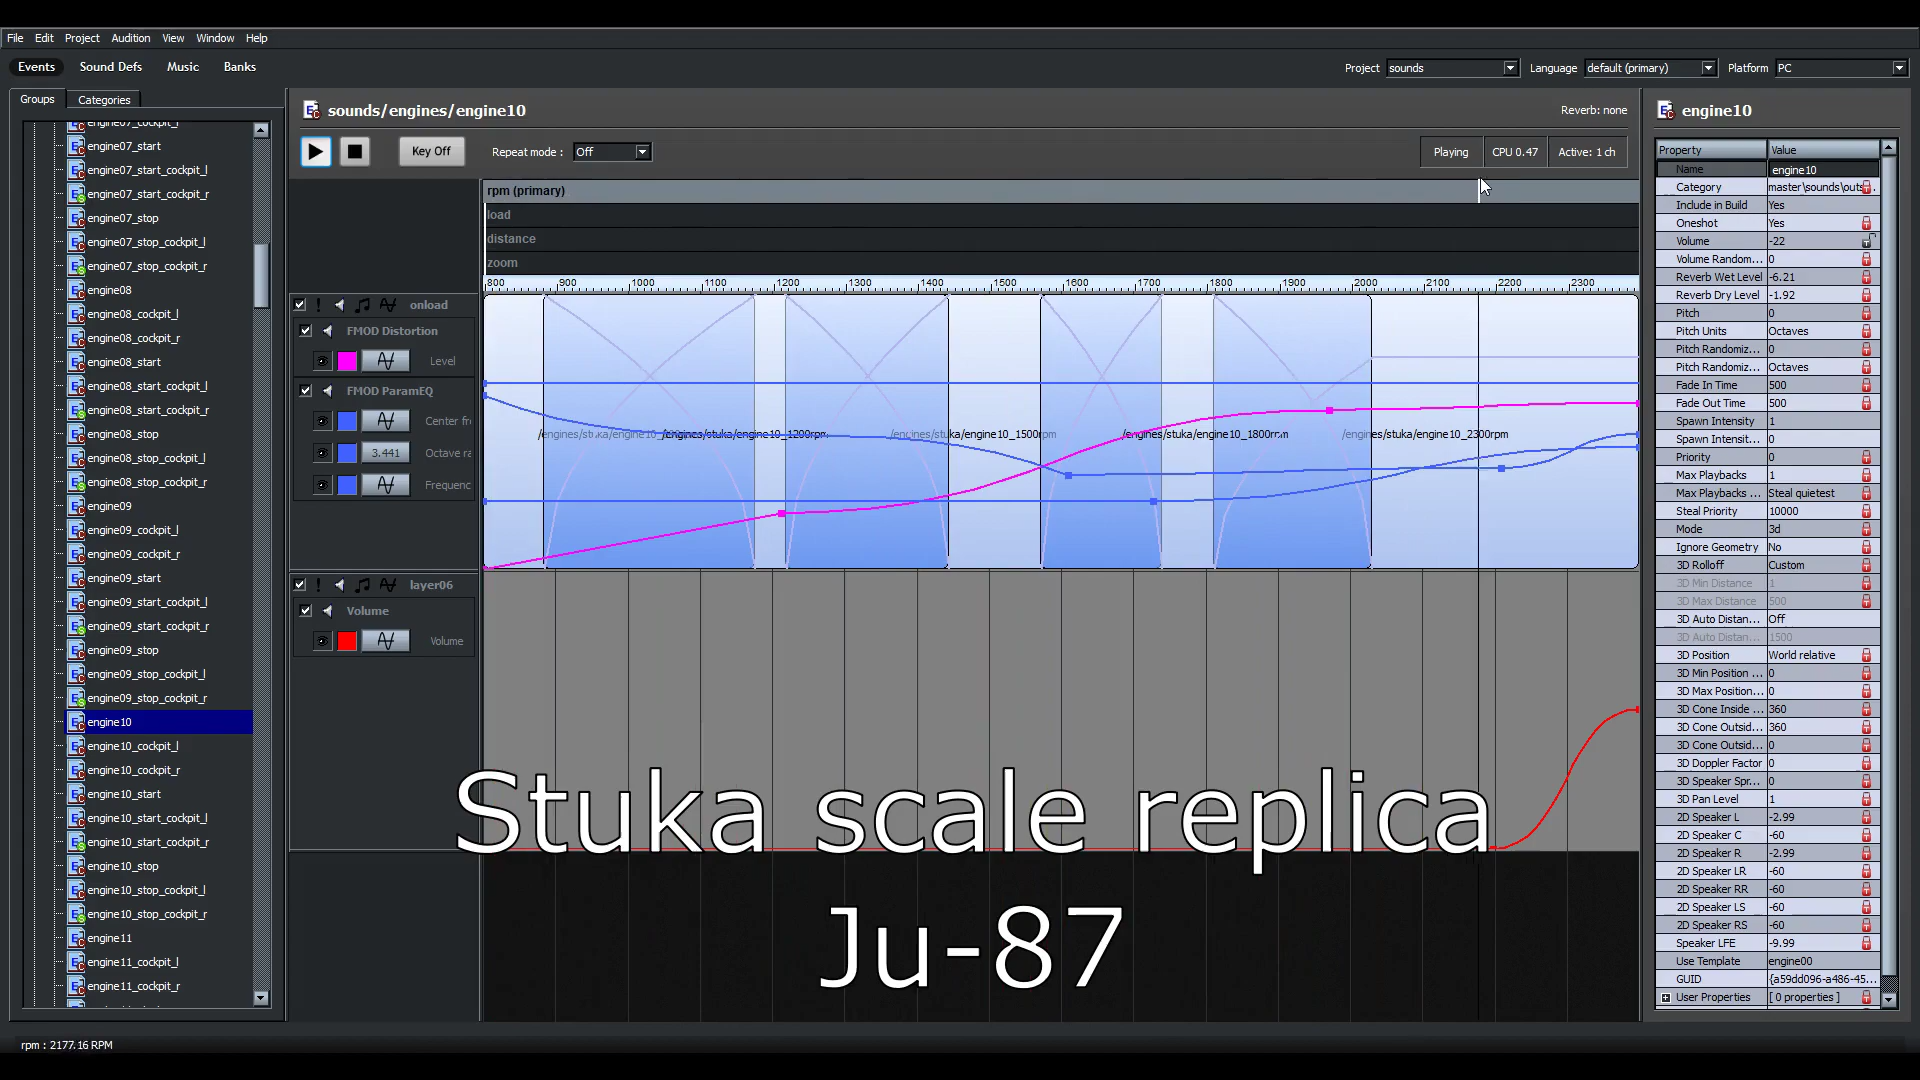 File Edit Project Audition View Window Help
Events Sound Defs Music Banks
Project sounds Language default (primary) Platform PC
Groups Categories
engine07_cockpit_r
engine07_start
engine07_start_cockpit_l
engine07_start_cockpit_r
engine07_stop
engine07_stop_cockpit_l
engine07_stop_cockpit_r
engine08
engine08_cockpit_l
engine08_cockpit_r
engine08_start
engine08_start_cockpit_l
engine08_start_cockpit_r
engine08_stop
engine08_stop_cockpit_l
engine08_stop_cockpit_r
engine09
engine09_cockpit_l
engine09_cockpit_r
engine09_start
engine09_start_cockpit_l
engine09_start_cockpit_r
engine09_stop
engine09_stop_cockpit_l
engine09_stop_cockpit_r
engine10
engine10_cockpit_l
engine10_cockpit_r
engine10_start
engine10_start_cockpit_l
engine10_start_cockpit_r
engine10_stop
engine10_stop_cockpit_l
engine10_stop_cockpit_r
engine11
engine11_cockpit_l
engine11_cockpit_r
sounds/engines/engine10 Reverb: none
Key Off Repeat mode : Off Playing CPU 0.47 Active: 1 ch
rpm (primary)
load
distance
zoom
800 900 1000 1100 1200 1300 1400 1500 1600 1700 1800 1900 2000 2100 2200 2300
onload
FMOD Distortion
Level
FMOD ParamEQ
Center fr
Octave ra
3.441
Frequenc
/engines/stuka/engine10_1200rpm /engines/stuka/engine10_1500rpm /engines/stuka/engine10_1800rpm /engines/stuka/engine10_2300rpm
layer06
Volume
Volume
Stuka scale replica
Ju-87
engine10
Property Value
Name engine10
Category master\sounds\outs...
Include in Build Yes
Oneshot Yes
Volume -22
Volume Random... 0
Reverb Wet Level -6.21
Reverb Dry Level -1.92
Pitch 0
Pitch Units Octaves
Pitch Randomiz... 0
Pitch Randomiz... Octaves
Fade In Time 500
Fade Out Time 500
Spawn Intensity 1
Spawn Intensit... 0
Priority 0
Max Playbacks 1
Max Playbacks ... Steal quietest
Steal Priority 10000
Mode 3d
Ignore Geometry No
3D Rolloff Custom
3D Min Distance 1
3D Max Distance 500
3D Auto Distan... Off
3D Auto Distan... 1500
3D Position World relative
3D Min Position ... 0
3D Max Position... 0
3D Cone Inside ... 360
3D Cone Outsid... 360
3D Cone Outsid... 0
3D Doppler Factor 0
3D Speaker Spr... 0
3D Pan Level 1
2D Speaker L -2.99
2D Speaker C -60
2D Speaker R -2.99
2D Speaker LR -60
2D Speaker RR -60
2D Speaker LS -60
2D Speaker RS -60
Speaker LFE -9.99
Use Template engine00
GUID {a59dd096-a486-45...
User Properties [ 0 properties ]
rpm : 2177.16 RPM